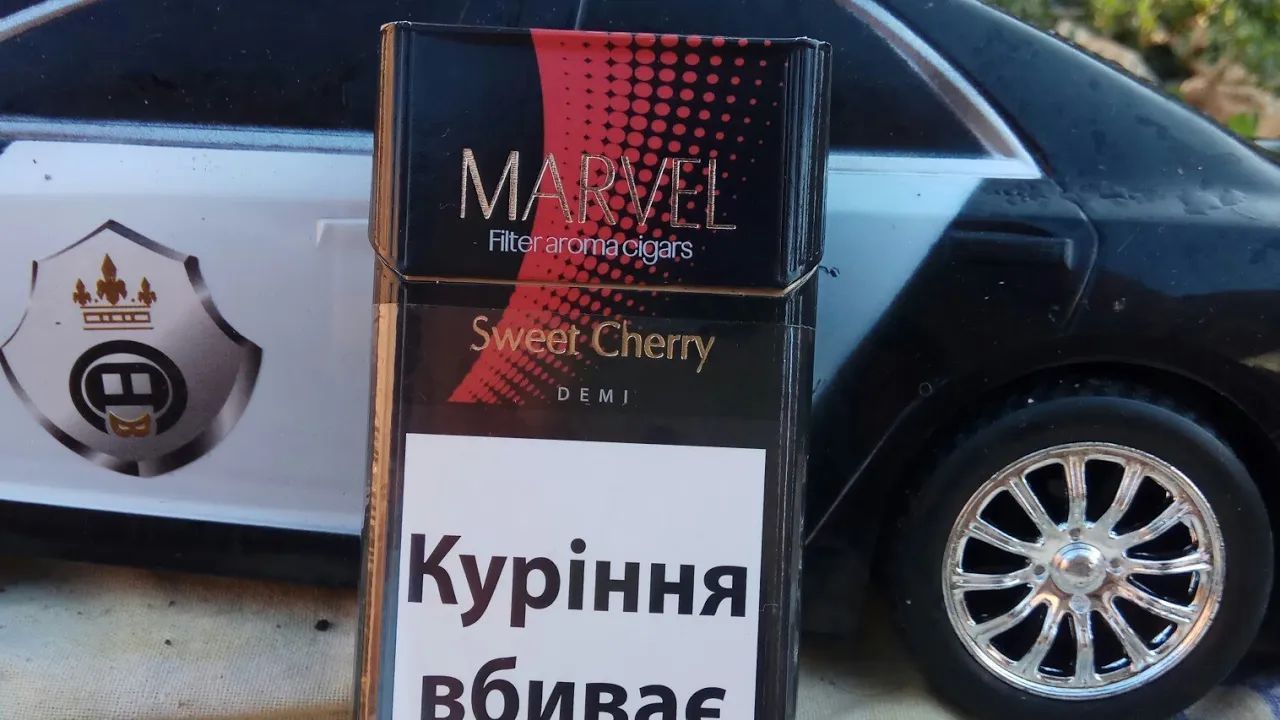 MARVEL
Filter aroma cigars
Sweet Cherry
DEMI
Куріння
вбиває